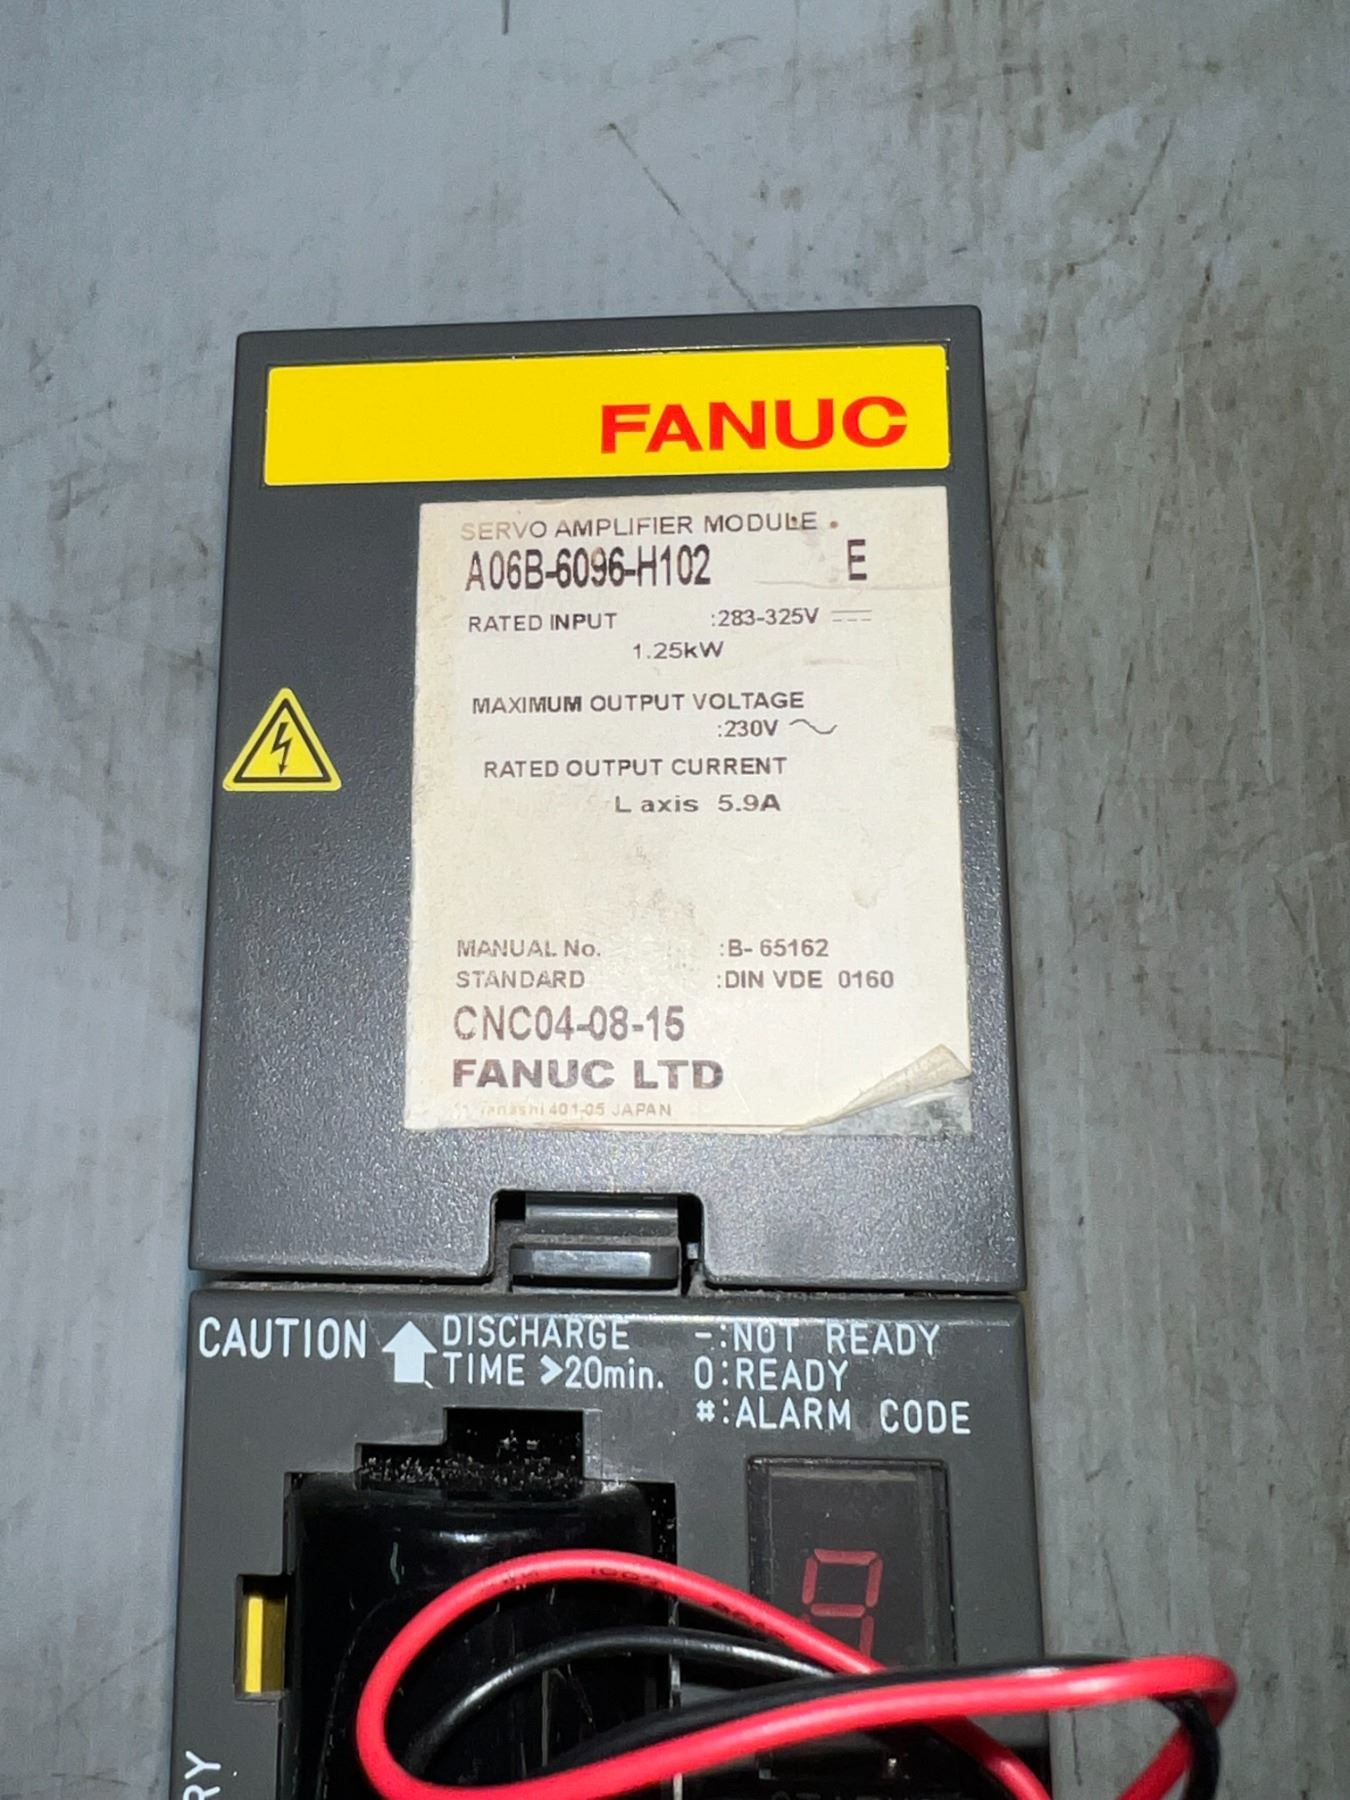 FANUC
SERVO AMPLIFIER MODULE
A06B-6096-H102 E
RATED INPUT :283-325V
1.25kW
MAXIMUM OUTPUT VOLTAGE
:230V
RATED OUTPUT CURRENT
L axis 5.9A
MANUAL No. :B- 65162
STANDARD :DIN VDE 0160
CNC04-08-15
FANUC LTD
401-05 JAPAN
CAUTION DISCHARGE TIME >20min.
-:NOT READY
0:READY
#:ALARM CODE
RY